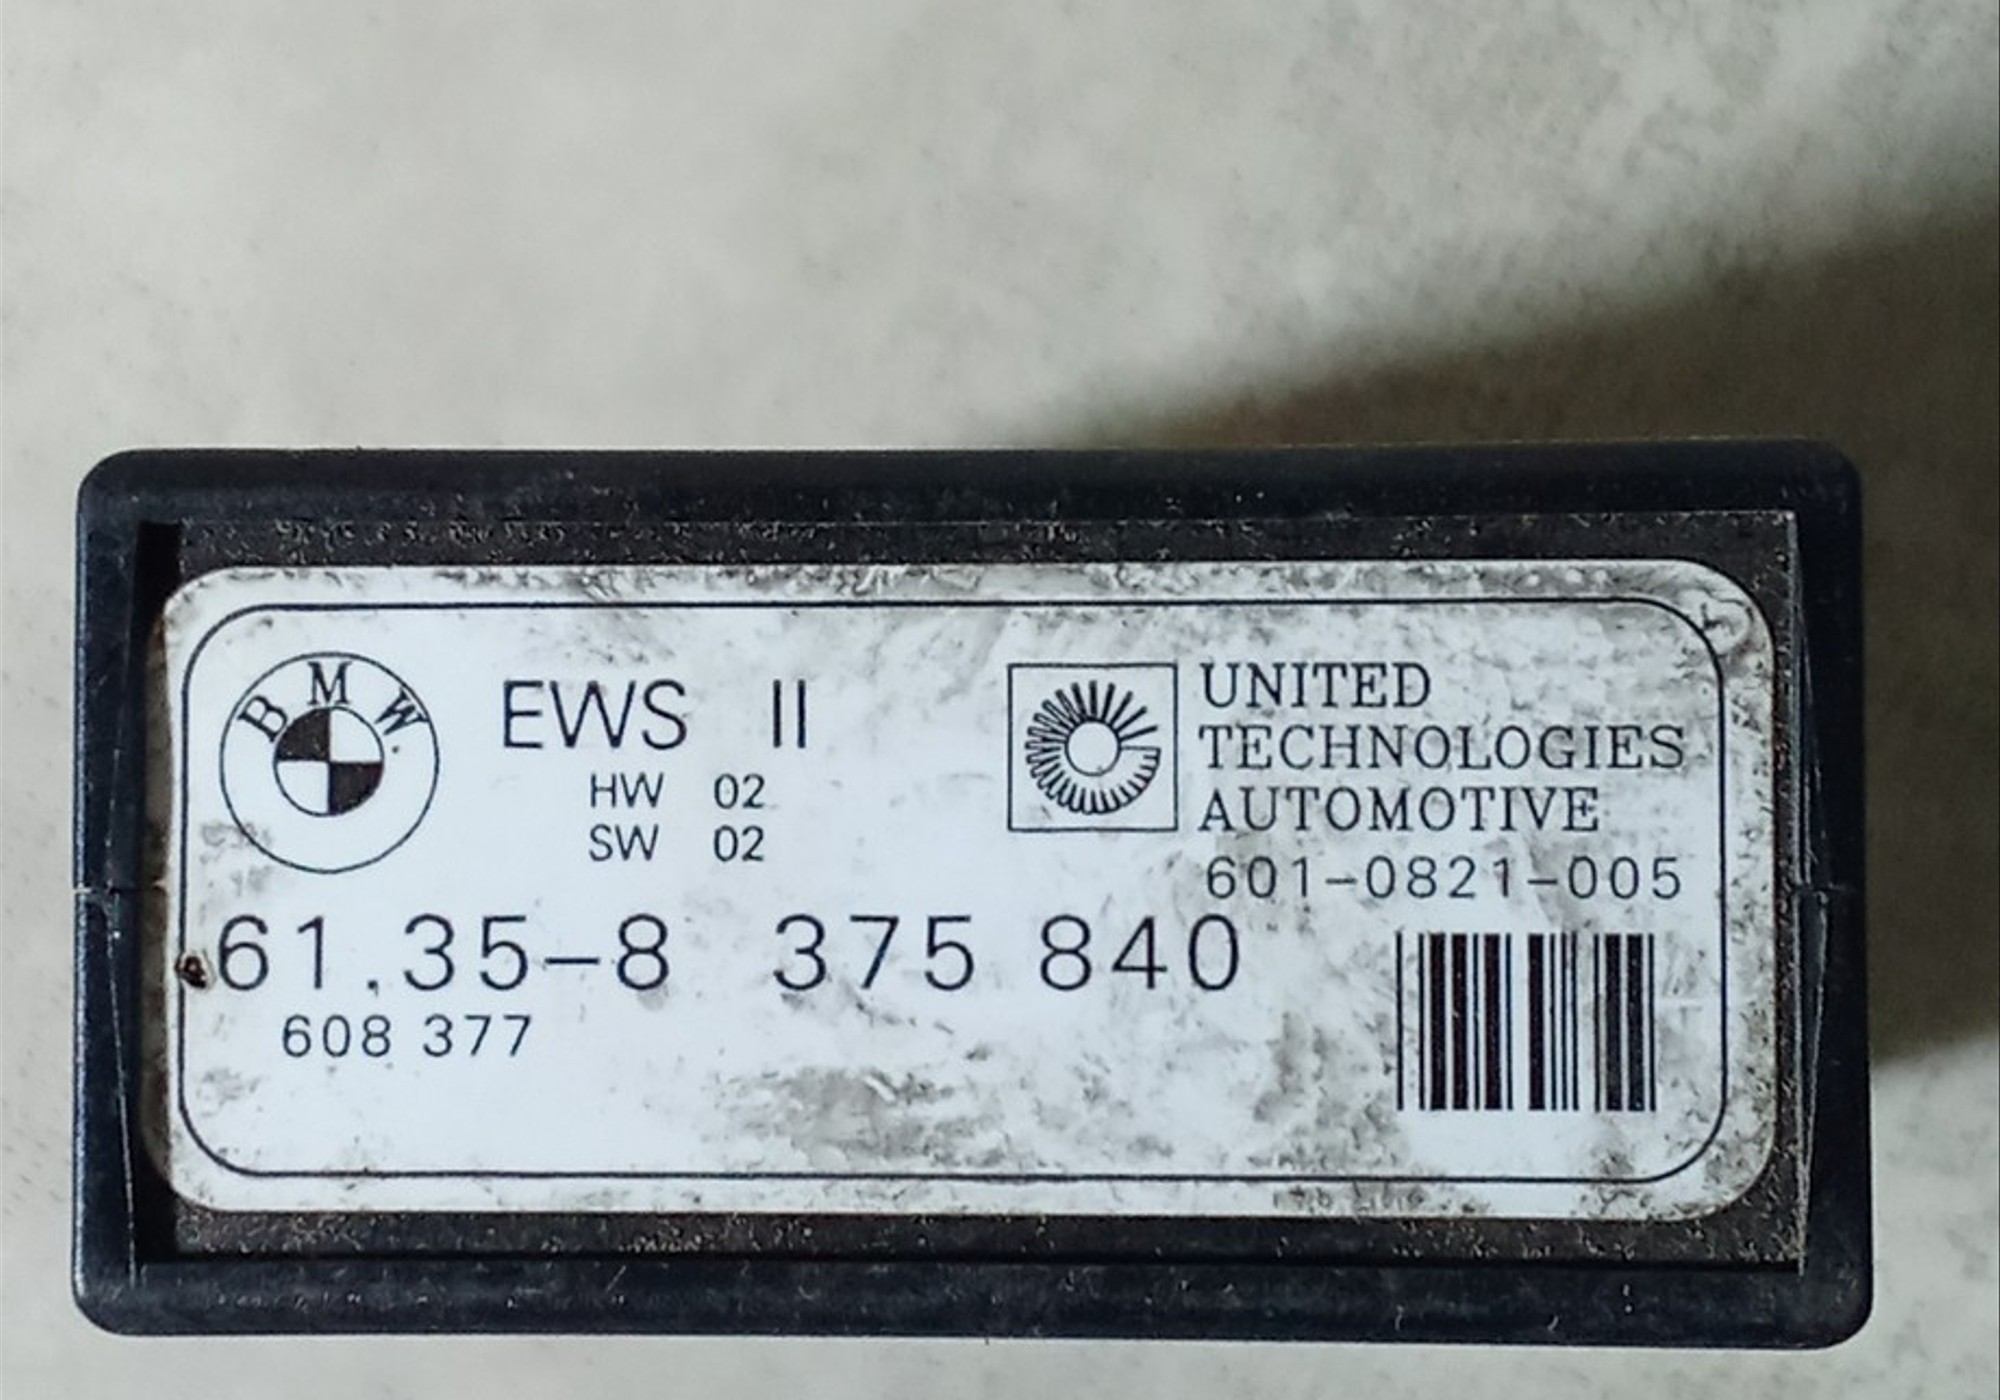 BMW
EWS II
HW 02
SW 02
UNITED
TECHNOLOGIES
AUTOMOTIVE
601-0821-005
61.35-8 375 840
608 377